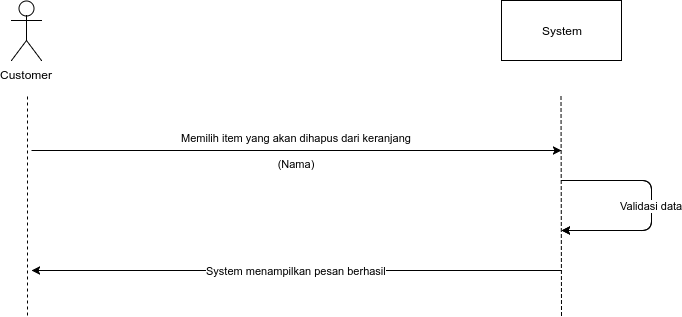 System
Customer
Memilih item yang akan dihapus dari keranjang
(Nama)
Validasi data
System menampilkan pesan berhasil